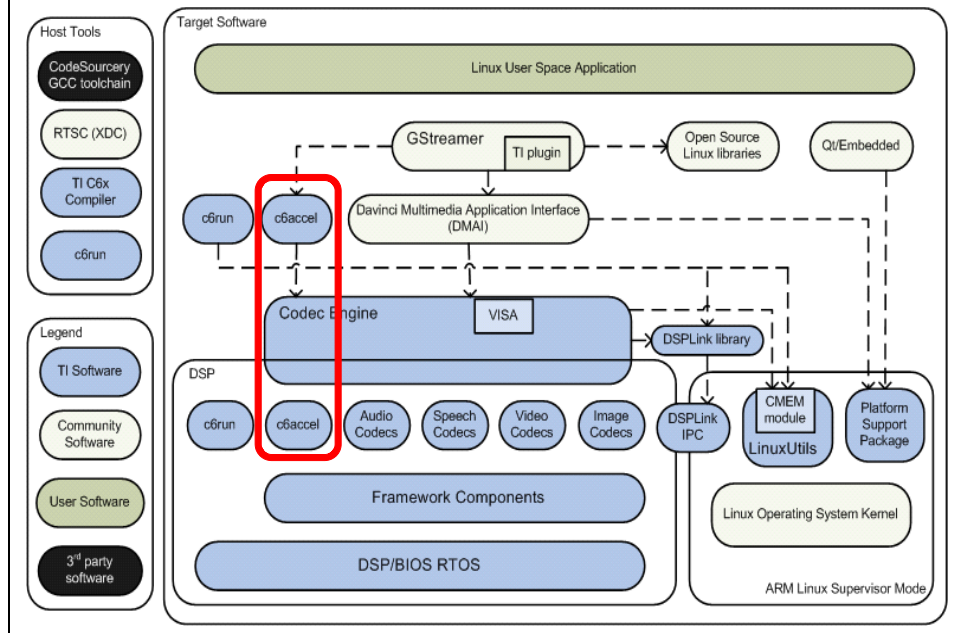 Host Tools
CodeSourcery
GCC toolchain
RTSC (XDC)
TI C6x
Compiler
c6run
Legend
TI Software
Community
Software
User Software
3rd party
software
Target Software
Linux User Space Application
GStreamer
TI plugin
Open Source
Linux libraries
Qt/Embedded
c6run
c6accel
Davinci Multimedia Application Interface
(DMAI)
Codec Engine
VISA
DSPLink library
DSP
c6run
c6accel
Audio
Codecs
Speech
Codecs
Video
Codecs
Image
Codecs
DSPLink
IPC
CMEM
module
LinuxUtils
Platform
Support
Package
Framework Components
Linux Operating System Kernel
DSP/BIOS RTOS
ARM Linux Supervisor Mode